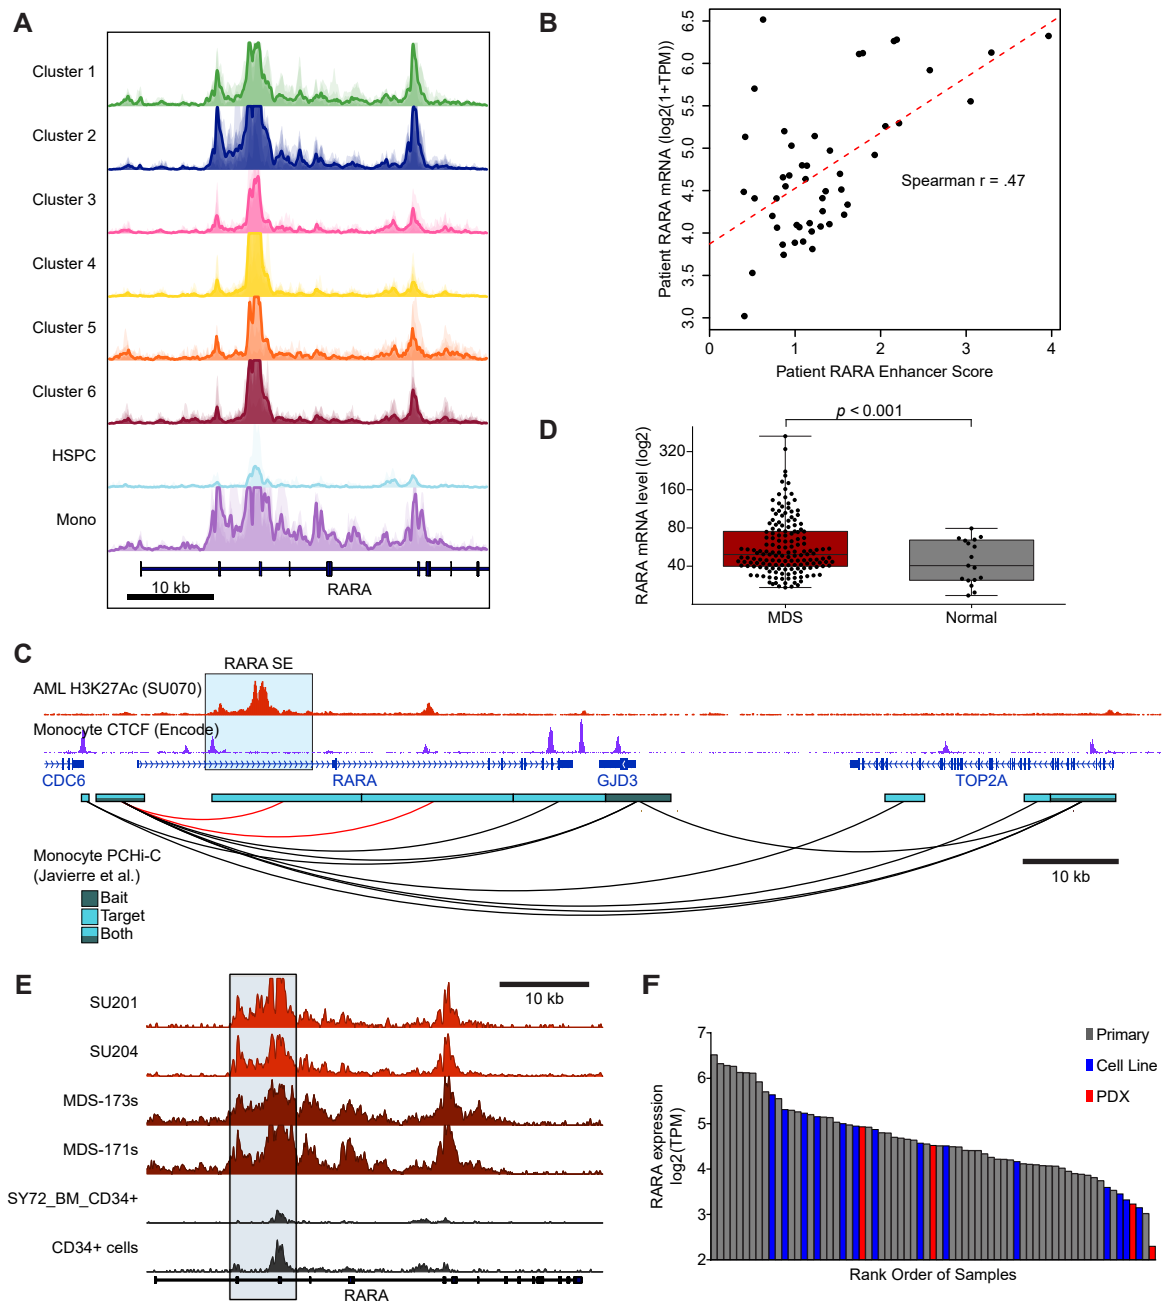 A
Cluster 1
Cluster 2
Cluster 3
Cluster 4
Cluster 5
Cluster 6
HSPC
Mono
10 kb
RARA
B
Patient RARA mRNA (log2(1+TPM))
6.5
6.0
5.5
5.0
4.5
4.0
3.5
3.0
Spearman r = .47
0 1 2 3 4
Patient RARA Enhancer Score
D
p < 0.001
RARA mRNA level (log2)
320
160
80
40
MDS Normal
C
RARA SE
AML H3K27Ac (SU070)
Monocyte CTCF (Encode)
CDC6 RARA GJD3 TOP2A
Monocyte PCHi-C
(Javierre et al.)
Bait
Target
Both
10 kb
E
10 kb
SU201
SU204
MDS-173s
MDS-171s
SY72_BM_CD34+
CD34+ cells
RARA
F
RARA expression
log2(TPM)
7
6
5
4
3
2
Primary
Cell Line
PDX
Rank Order of Samples